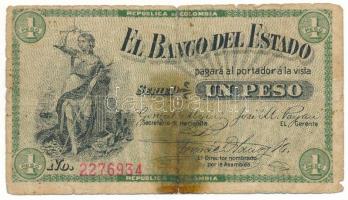 REPUBLICA DE COLOMBIA
1 1
EL BANCO DEL ESTADO
pagará al portador a la vista
SERIE UN PESO
Secretario El Gerente
No. 2276934
El Director nombrado
por la Asamblea
1 1
REPUBLICA DE COLOMBIA